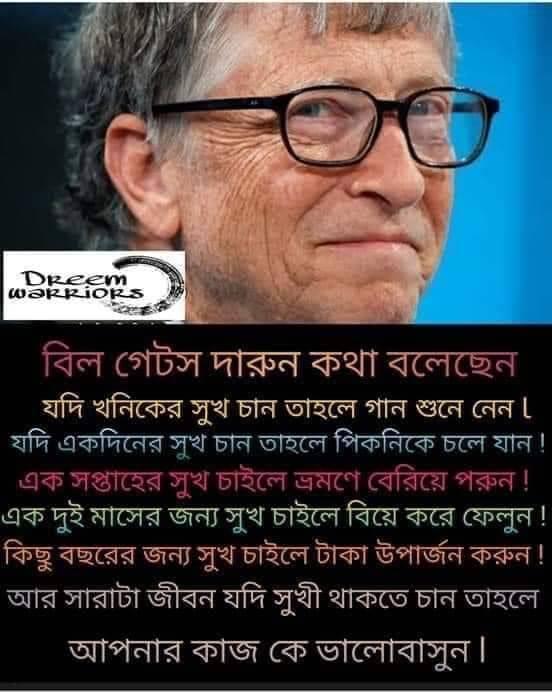 Dreem
warriors
বিল গেটস দারুন কথা বলেছেন
যদি খনিকের সুখ চান তাহলে গান শুনে নেন l
যদি একদিনের সুখ চান তাহলে পিকনিকে চলে যান !
এক সপ্তাহের সুখ চাইলে ভ্রমণে বেরিয়ে পরুন !
এক দুই মাসের জন্য সুখ চাইলে বিয়ে করে ফেলুন !
কিছু বছরের জন্য সুখ চাইলে টাকা উপার্জন করুন !
আর সারাটা জীবন যদি সুখী থাকতে চান তাহলে
আপনার কাজ কে ভালোবাসুন l